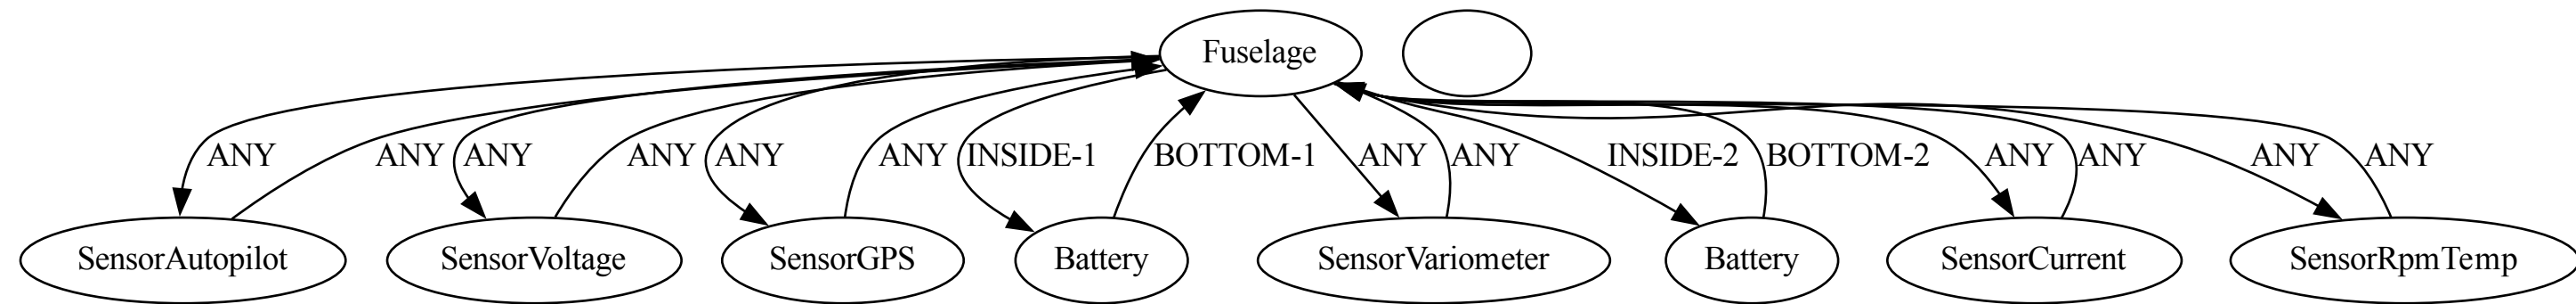 Fuselage
ANY ANY ANY ANY ANY ANY INSIDE-1 BOTTOM-1 ANY ANY INSIDE-2 BOTTOM-2 ANY ANY ANY ANY
SensorAutopilot SensorVoltage SensorGPS Battery SensorVariometer Battery SensorCurrent SensorRpmTemp